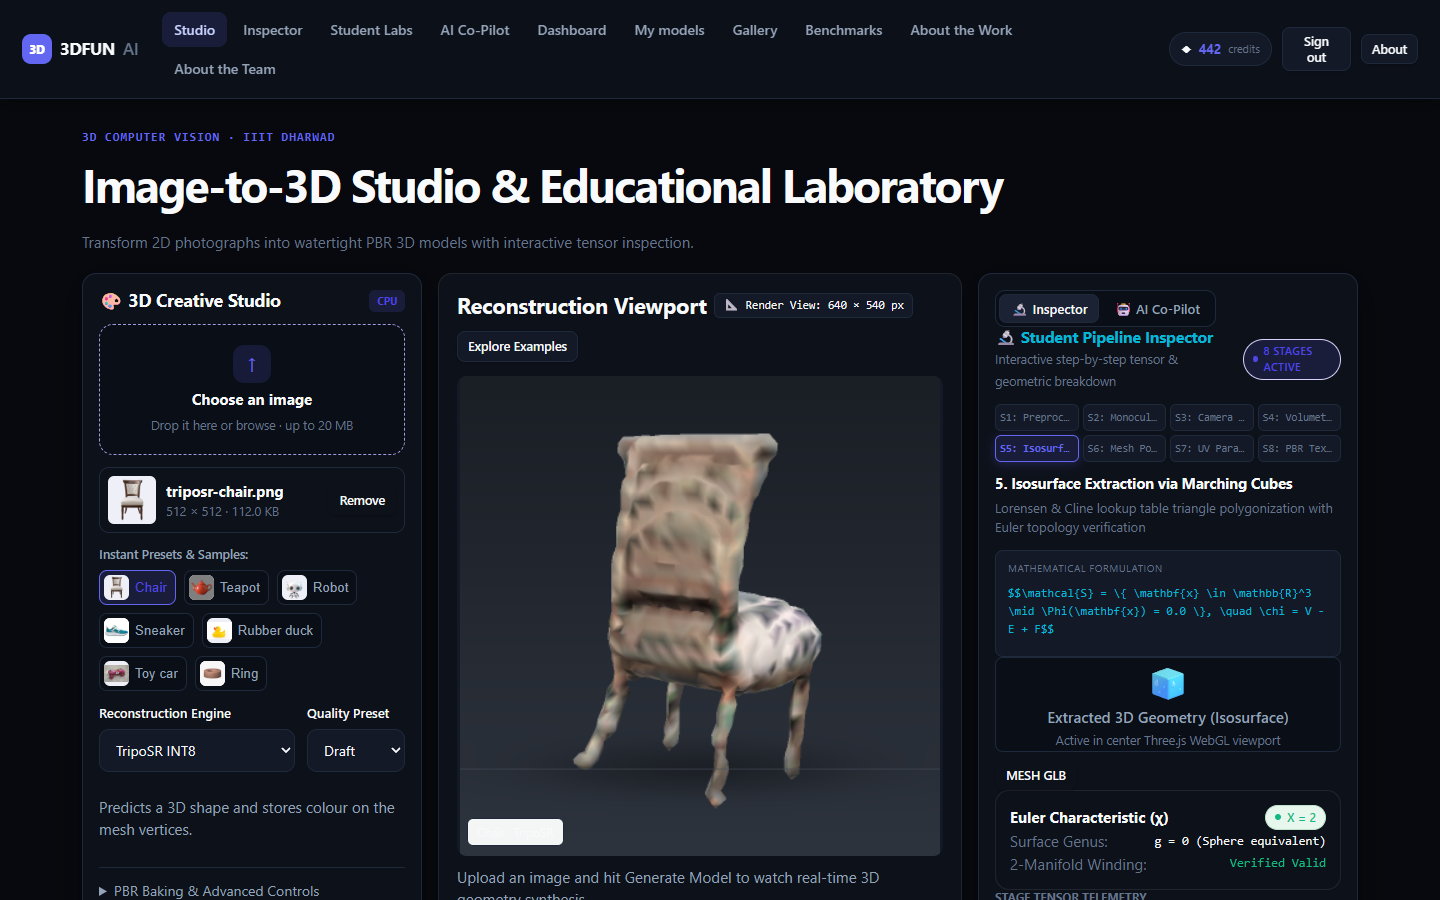 3D 3DFUN AI
Studio Inspector Student Labs AI Co-Pilot Dashboard My models Gallery Benchmarks About the Work
About the Team
442 credits
Sign out
About
3D COMPUTER VISION · IIIT DHARWAD
Image-to-3D Studio & Educational Laboratory
Transform 2D photographs into watertight PBR 3D models with interactive tensor inspection.
3D Creative Studio CPU
Choose an image
Drop it here or browse · up to 20 MB
triposr-chair.png
512 × 512 · 112.0 KB
Remove
Instant Presets & Samples:
Chair Teapot Robot
Sneaker Rubber duck
Toy car Ring
Reconstruction Engine Quality Preset
TripoSR INT8 Draft
Predicts a 3D shape and stores colour on the
mesh vertices.
PBR Baking & Advanced Controls
Reconstruction Viewport Render View: 640 × 540 px
Explore Examples
Upload an image and hit Generate Model to watch real-time 3D
geometry synthesis.
Inspector AI Co-Pilot
Student Pipeline Inspector
Interactive step-by-step tensor &
geometric breakdown
8 STAGES
ACTIVE
S1: Preproc… S2: Monocul… S3: Camera … S4: Volumet…
S5: Isosurf… S6: Mesh Po… S7: UV Para… S8: PBR Tex…
5. Isosurface Extraction via Marching Cubes
Lorensen & Cline lookup table triangle polygonization with
Euler topology verification
MATHEMATICAL FORMULATION
$$\mathcal{S} = \{ \mathbf{x} \in \mathbb{R}^3
\mid \Phi(\mathbf{x}) = 0.0 \}, \quad \chi = V -
E + F$$
Extracted 3D Geometry (Isosurface)
Active in center Three.js WebGL viewport
MESH GLB
Euler Characteristic (χ) X = 2
Surface Genus: g = 0 (Sphere equivalent)
2-Manifold Winding: Verified Valid
STAGE TENSOR TELEMETRY